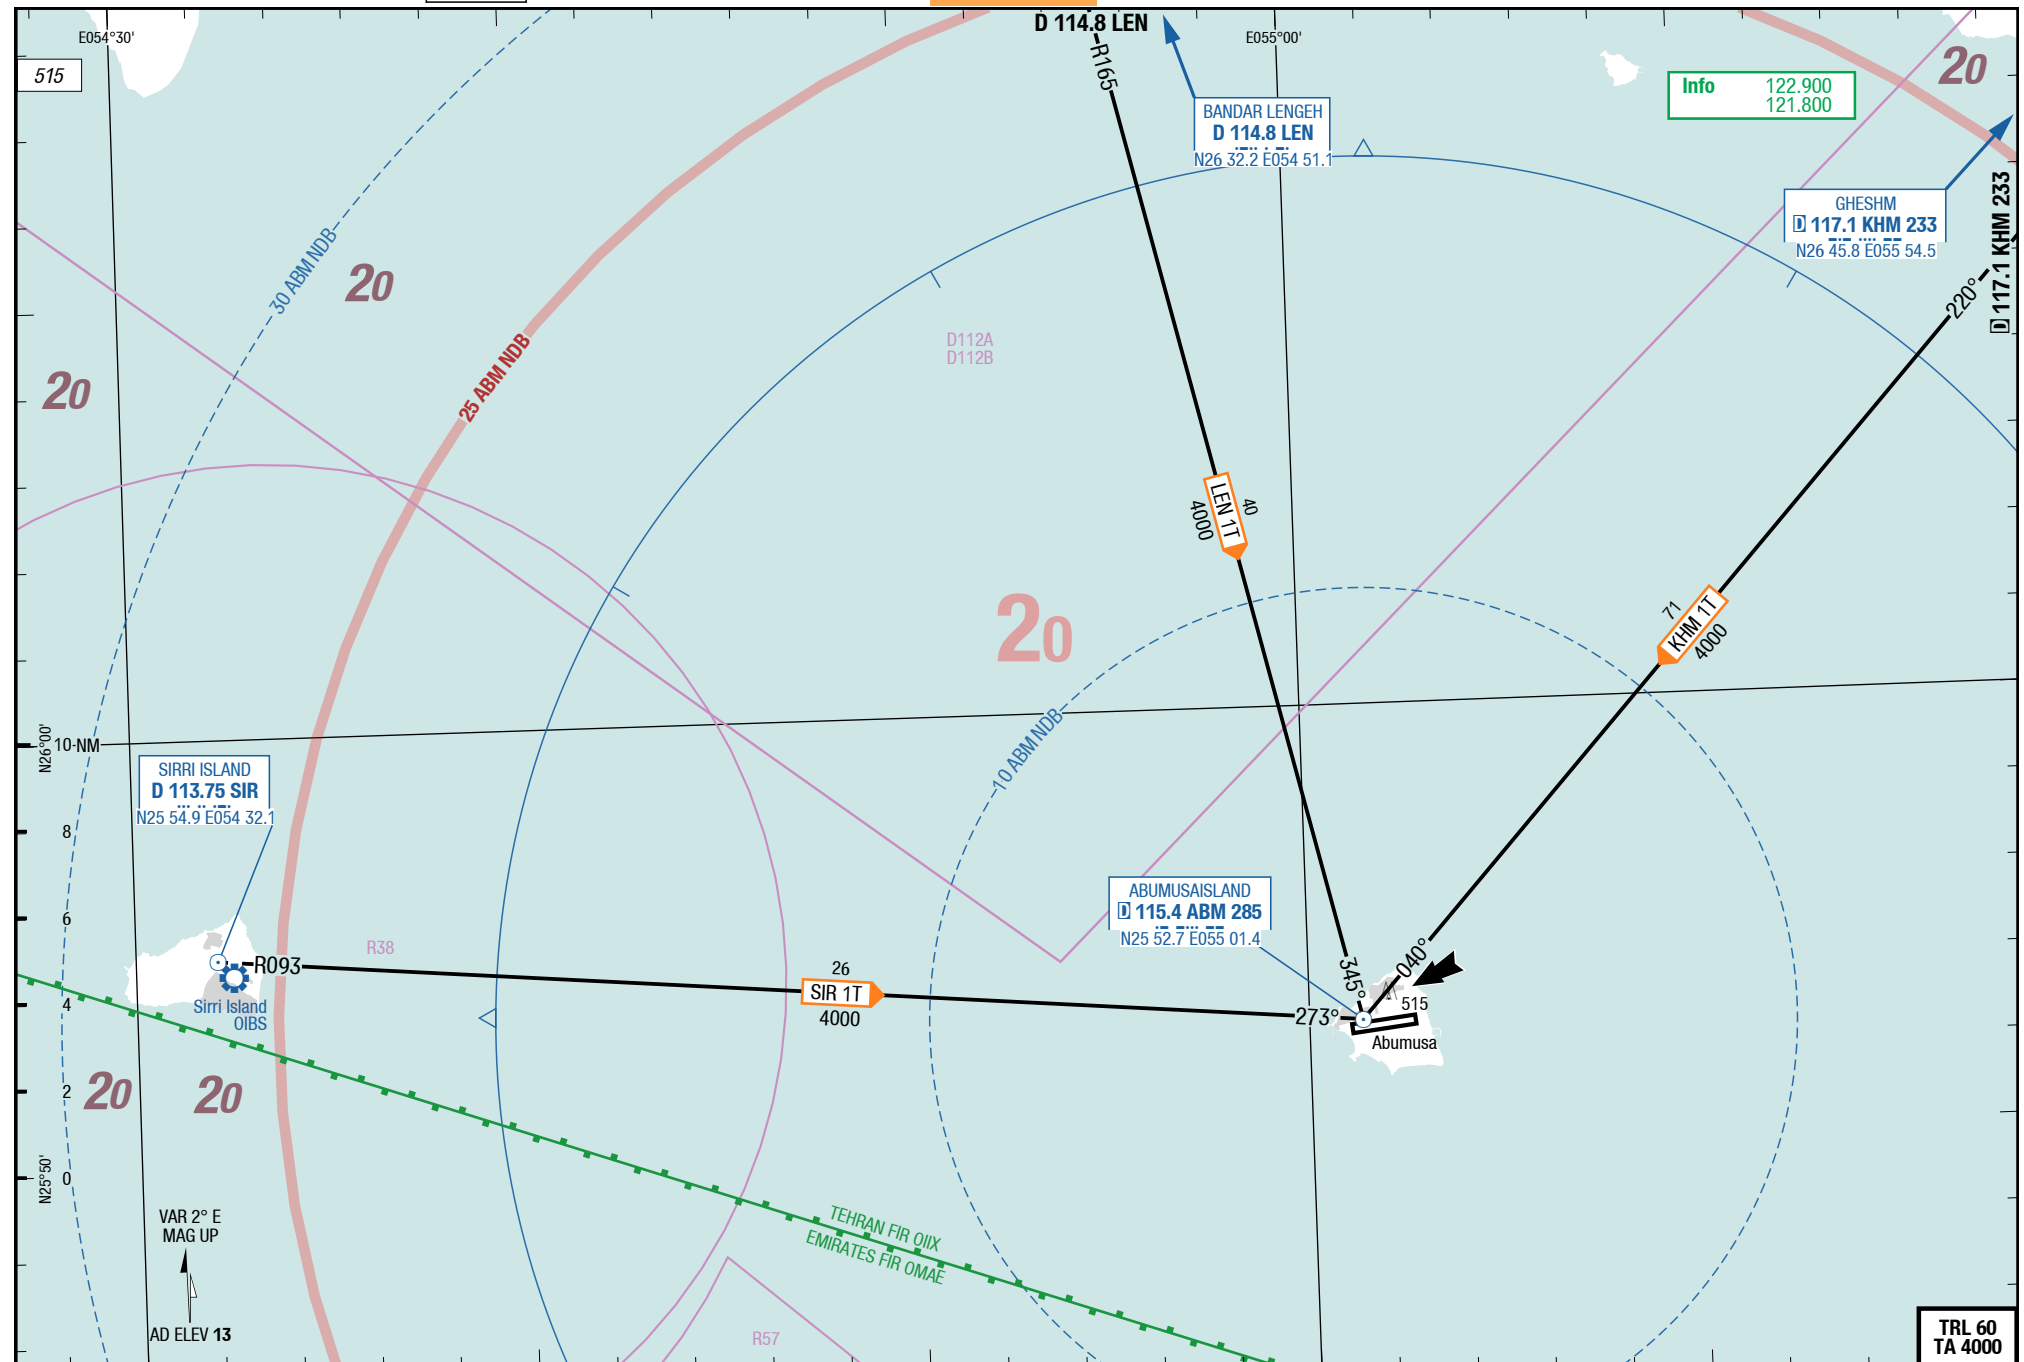 D 114.8 LEN
E054°30'
E055°00'
515
R165
20
Info 122.900
121.800
BANDAR LENGEH
D 114.8 LEN
N26 32.2 E054 51.1
GHESHM
D 117.1 KHM 233
N26 45.8 E055 54.5
D 117.1 KHM 233
220°
30 ABM NDB
20
20
25 ABM NDB
D112A
D112B
LEN 1T
40
4000
71
KHM 1T
4000
20
10 ABM NDB
N26°00'
10 NM
8
6
4
2
0
N25°50'
SIRRI ISLAND
D 113.75 SIR
N25 54.9 E054 32.1
ABUMUSAISLAND
D 115.4 ABM 285
N25 52.7 E055 01.4
R093
R38
26
SIR 1T
4000
273°
345°
040°
515
Abumusa
Sirri Island
OIBS
20
20
TEHRAN FIR OIIX
EMIRATES FIR OMAE
VAR 2° E
MAG UP
AD ELEV 13
R57
TRL 60
TA 4000